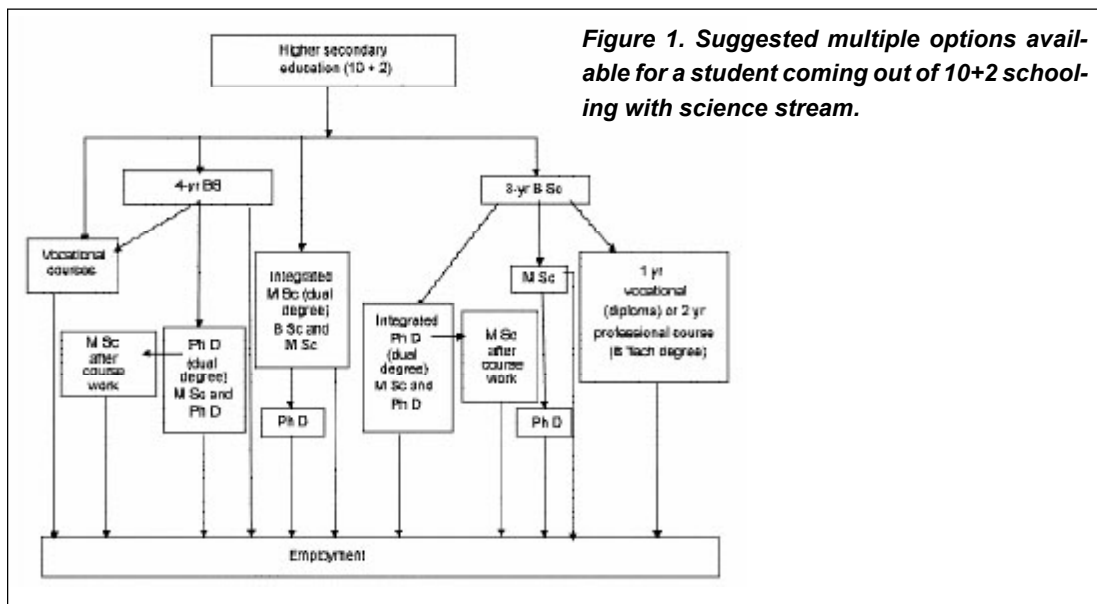 Higher secondary
education (10 + 2)
Figure 1. Suggested multiple options avail-
able for a student coming out of 10+2 school-
ing with science stream.
4-yr BS
3-yr B Sc
Vocational
courses
Integrated
M Sc (dual
degree)
B Sc and
M Sc
M Sc
1 yr
vocational
(diploma) or 2 yr
professional course
(B Tech degree)
M Sc
after
course
work
Ph D
(dual
degree)
M Sc and
Ph D
Integrated
Ph D
(dual
degree)
M Sc and
Ph D
M Sc
after
course
work
Ph D
Ph D
Employment